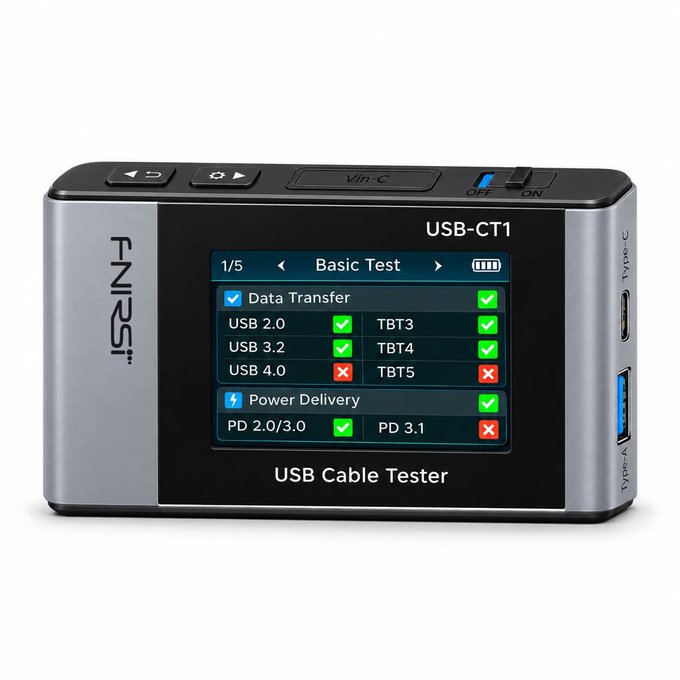 Vin-C
OFF ON
USB-CT1
FNIRSI
1/5 Basic Test
Data Transfer
USB 2.0 TBT3
USB 3.2 TBT4
USB 4.0 TBT5
Power Delivery
PD 2.0/3.0 PD 3.1
USB Cable Tester
Type-C
Type-A